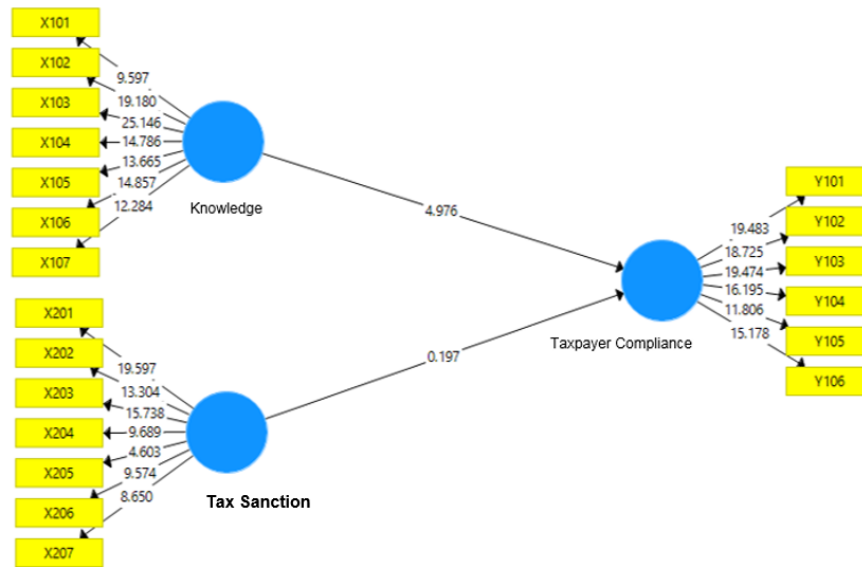 X101
X102
X103
X104
X105
X106
X107
9.597
19.180
25.146
14.786
13.665
14.857
12.284
Knowledge
4.976
X201
X202
X203
X204
X205
X206
X207
19.597
13.304
15.738
9.689
4.603
9.574
8.650
Tax Sanction
0.197
Taxpayer Compliance
19.483
18.725
19.474
16.195
11.806
15.178
Y101
Y102
Y103
Y104
Y105
Y106